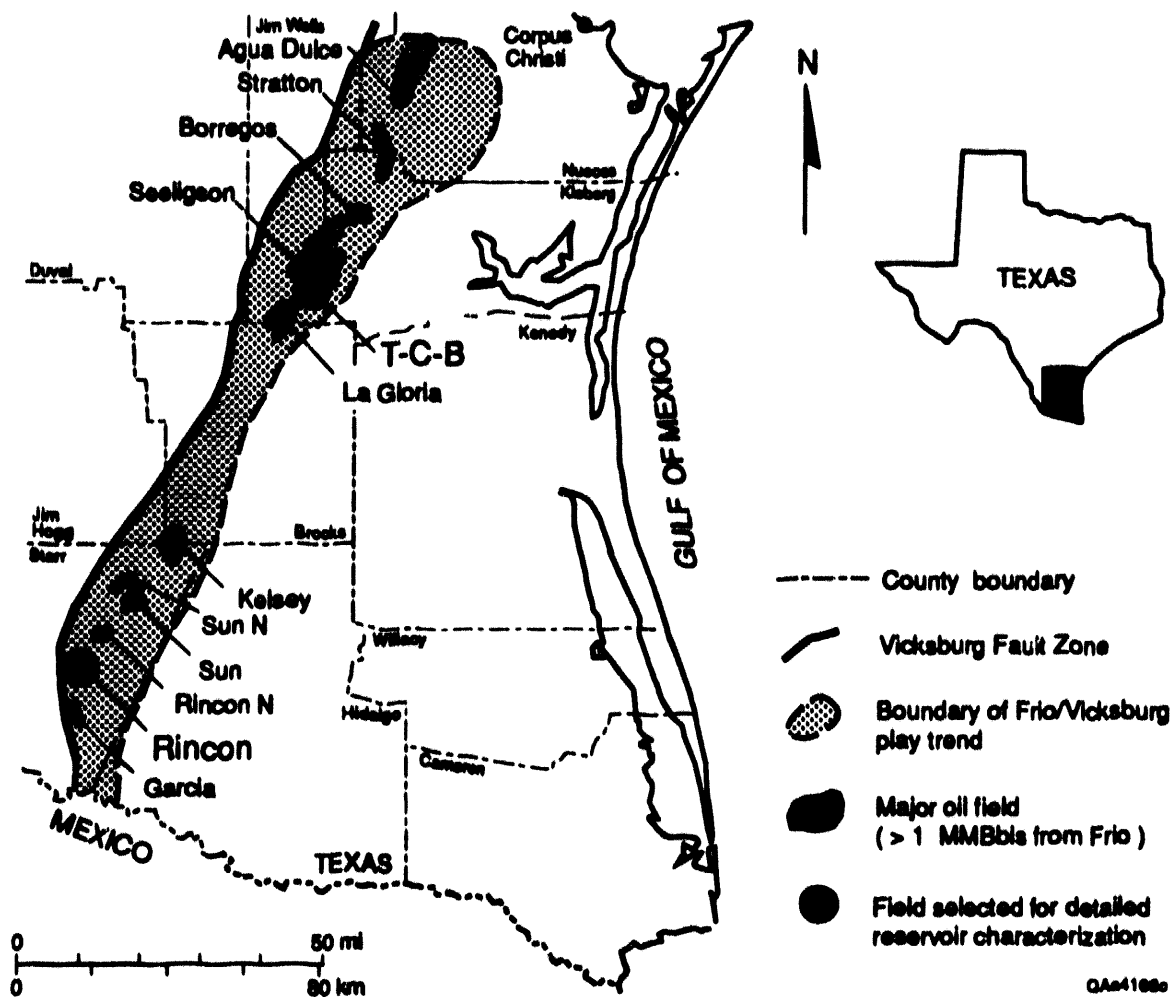 Jim Wells
Agua Dulce
Stratton
Borregos
Seeligson
Corpus
Christi
N
Nueces
Kleberg
Duval
Kenedy
T-C-B
La Gloria
TEXAS
GULF OF MEXICO
Jim
Hogg
Starr
Brooks
Kelsey
Sun N
Sun
Rincon N
Rincon
Garcia
Willacy
Hidalgo
Cameron
MEXICO
TEXAS
County boundary
Vicksburg Fault Zone
Boundary of Frio/Vicksburg
play trend
Major oil field
( > 1 MMBbls from Frio )
Field selected for detailed
reservoir characterization
0 50 mi
0 80 km